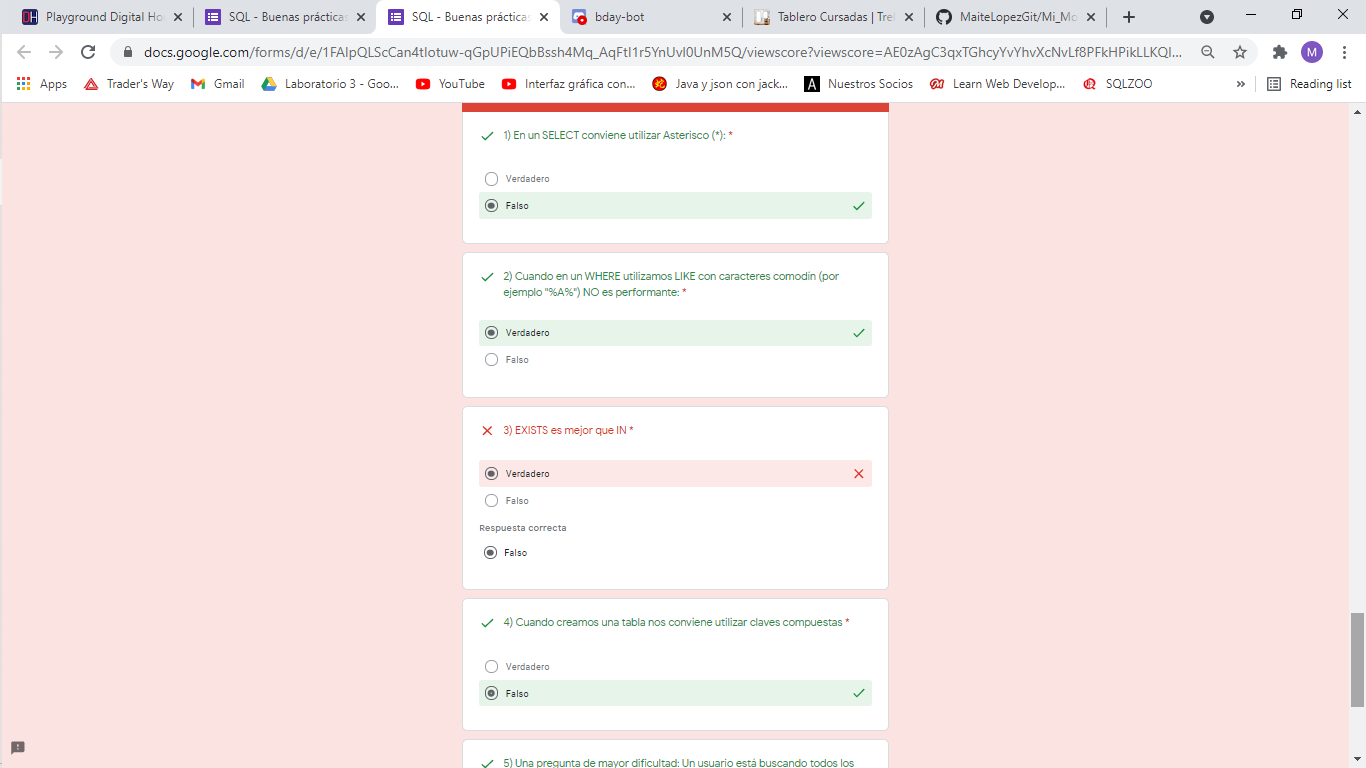 Playground Digital Ho
SQL - Buenas práctica
SQL - Buenas práctica
bday-bot
Tablero Cursadas | Trel
MaiteLopezGit/Mi_Mo
docs.google.com/forms/d/e/1FAIpQLScCan4tIotuw-qGpUPiEQbBssh4Mq_AqFtI1r5YnUvI0UnM5Q/viewscore?viewscore=AE0zAgC3qxTGhcyYvYhvXcNvLf8PFkHPikLLKQI...
M
Apps
Trader's Way
Gmail
Laboratorio 3 - Goo...
YouTube
Interfaz gráfica con...
Java y json con jack...
A
Nuestros Socios
Learn Web Develop...
SQLZOO
»
Reading list
1) En un SELECT conviene utilizar Asterisco (*): *
Verdadero
Falso
2) Cuando en un WHERE utilizamos LIKE con caracteres comodín (por
ejemplo "%A%") NO es performante: *
Verdadero
Falso
3) EXISTS es mejor que IN *
Verdadero
Falso
Respuesta correcta
Falso
4) Cuando creamos una tabla nos conviene utilizar claves compuestas *
Verdadero
Falso
5) Una pregunta de mayor dificultad: Un usuario está buscando todos los